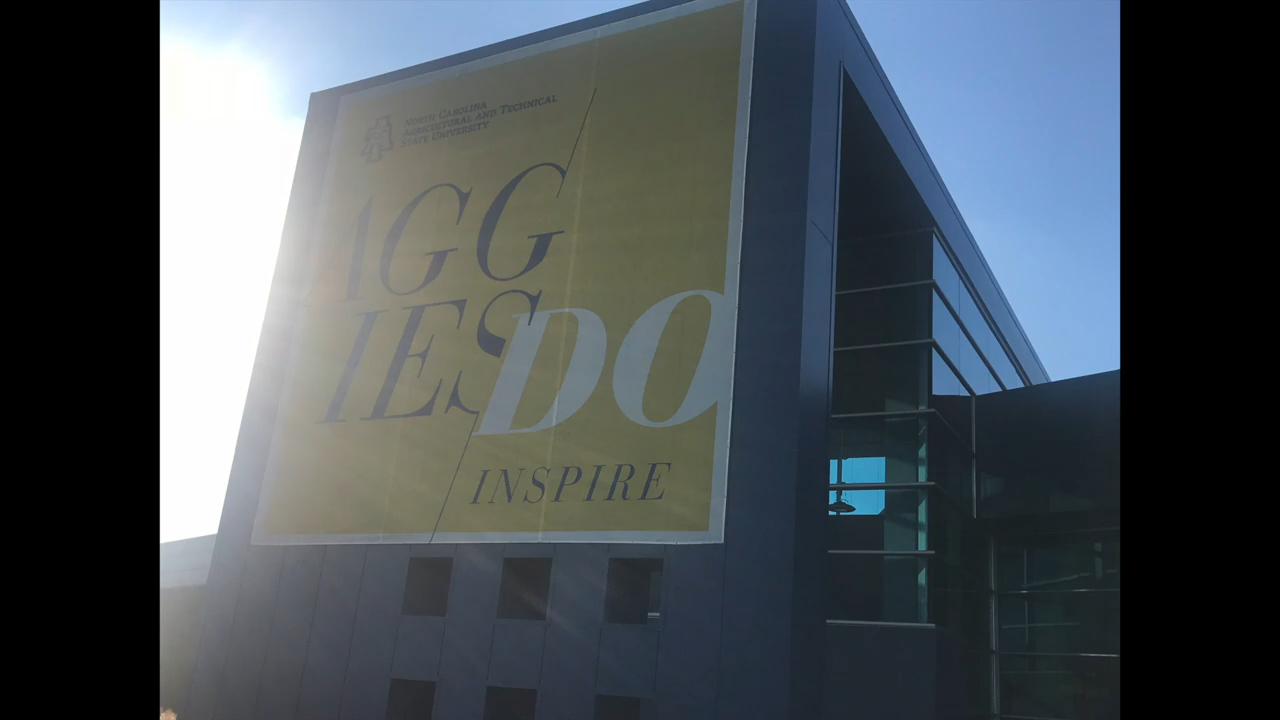 North Carolina
Agricultural and Technical
State University
AGG
IES DO
INSPIRE